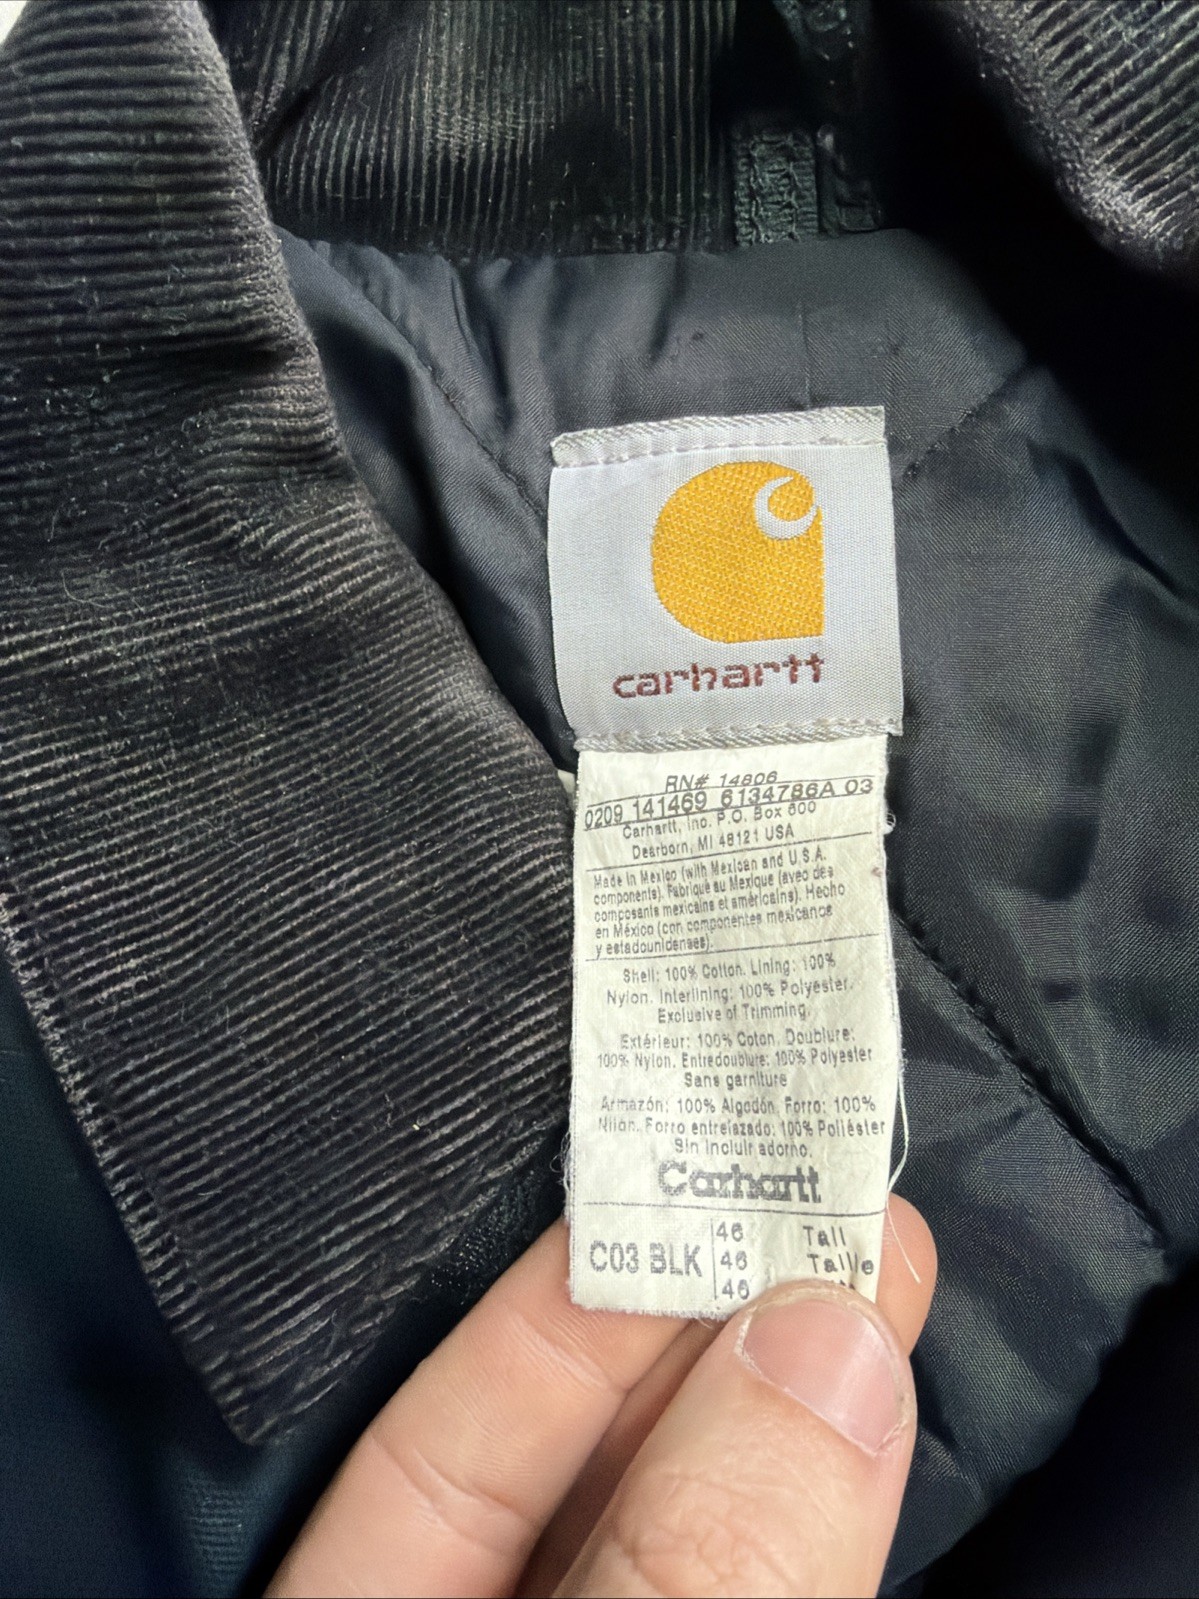 carhartt
RN# 14806
0209 141469 6134786A 03
Carhartt, Inc. P.O. Box 600
Dearborn, MI 48121 USA
Made in Mexico (with Mexican and U.S.A.
components). Fabriqué au Mexique (avec des
composants mexicains et américains). Hecho
en México (con componentes mexicanos
y estadounidenses).
Shell: 100% Cotton. Lining: 100%
Nylon. Interlining: 100% Polyester.
Exclusive of Trimming.
Extérieur: 100% Coton. Doublure:
100% Nylon. Entredoublure: 100% Polyester
Sans garniture
Armazón: 100% Algodón. Forro: 100%
Nilón. Forro entrelazado: 100% Poliéster
Sin incluir adorno.
Carhartt
C03 BLK
46 Tall
46 Taille
46